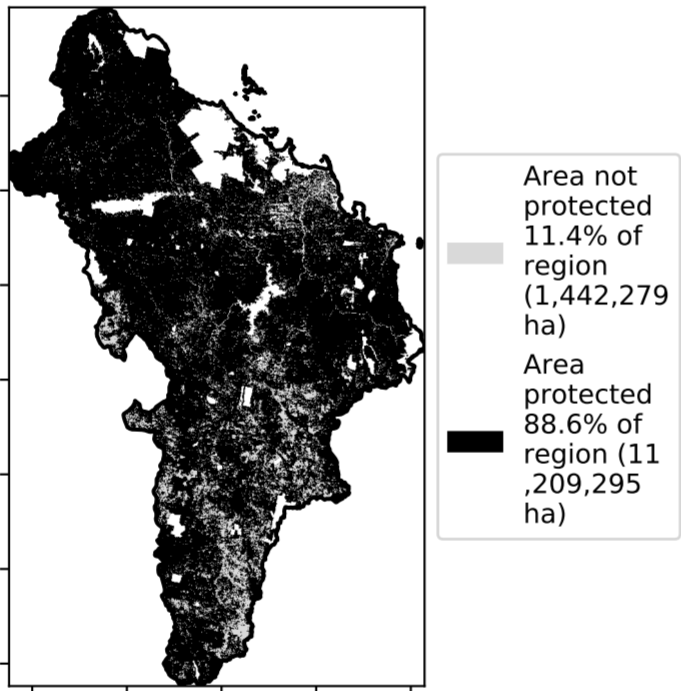 Area not
protected
11.4% of
region
(1,442,279
ha)
Area
protected
88.6% of
region (11
,209,295
ha)